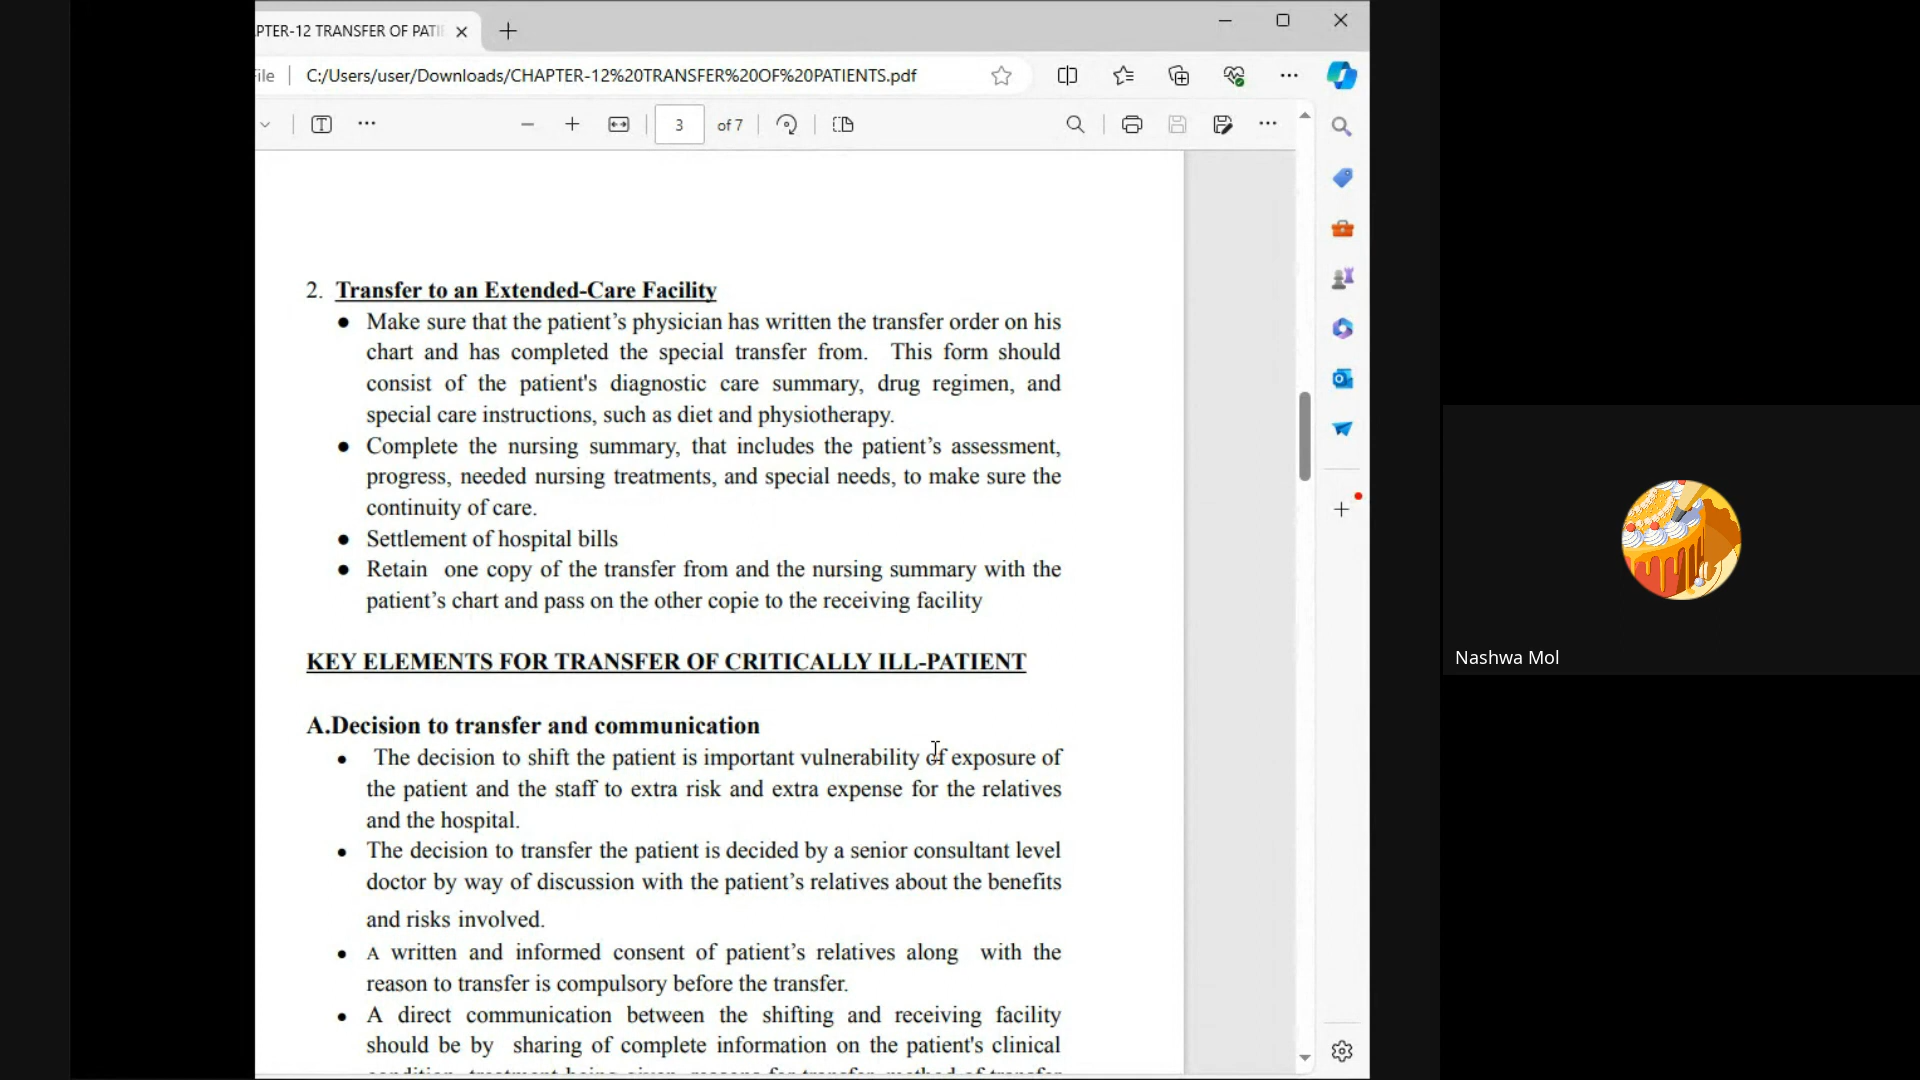 PTER-12 TRANSFER OF PATI
ile
C:/Users/user/Downloads/CHAPTER-12%20TRANSFER%20OF%20PATIENTS.pdf
3 of 7
2. Transfer to an Extended-Care Facility
● Make sure that the patient’s physician has written the transfer order on his
chart and has completed the special transfer from. This form should
consist of the patient's diagnostic care summary, drug regimen, and
special care instructions, such as diet and physiotherapy.
● Complete the nursing summary, that includes the patient’s assessment,
progress, needed nursing treatments, and special needs, to make sure the
continuity of care.
● Settlement of hospital bills
● Retain one copy of the transfer from and the nursing summary with the
patient’s chart and pass on the other copie to the receiving facility
KEY ELEMENTS FOR TRANSFER OF CRITICALLY ILL-PATIENT
A.Decision to transfer and communication
● The decision to shift the patient is important vulnerability of exposure of
the patient and the staff to extra risk and extra expense for the relatives
and the hospital.
● The decision to transfer the patient is decided by a senior consultant level
doctor by way of discussion with the patient’s relatives about the benefits
and risks involved.
● A written and informed consent of patient’s relatives along with the
reason to transfer is compulsory before the transfer.
● A direct communication between the shifting and receiving facility
should be by sharing of complete information on the patient's clinical
Nashwa Mol